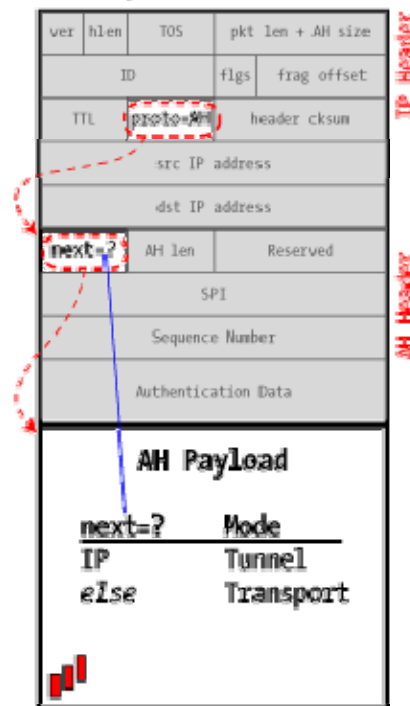 ver hlen TOS pkt len + AH size
ID flgs frag offset
TTL proto=AH header cksum
src IP address
dst IP address
IP Header
next=? AH len Reserved
SPI
Sequence Number
Authentication Data
AH Header
AH Payload
next=? Mode
IP Tunnel
else Transport